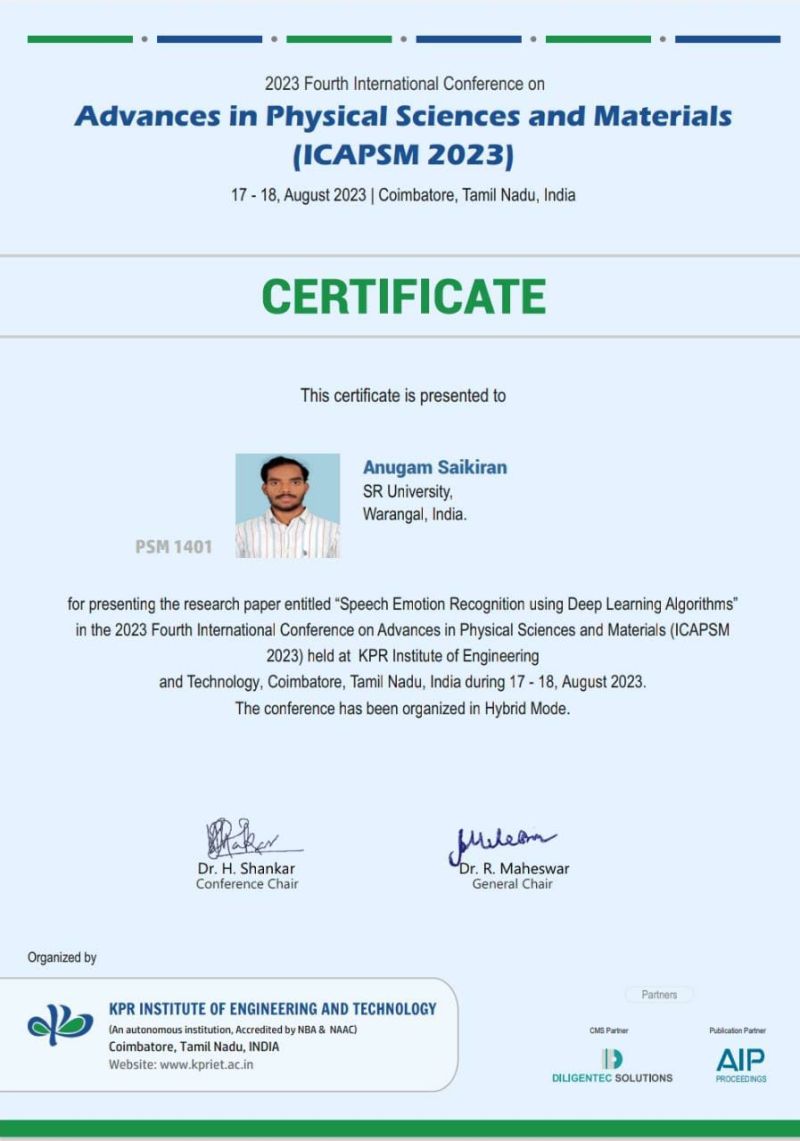 2023 Fourth International Conference on
Advances in Physical Sciences and Materials
(ICAPSM 2023)
17 - 18, August 2023 | Coimbatore, Tamil Nadu, India
CERTIFICATE
This certificate is presented to
Anugam Saikiran
SR University,
Warangal, India.
PSM 1401
for presenting the research paper entitled “Speech Emotion Recognition using Deep Learning Algorithms”
in the 2023 Fourth International Conference on Advances in Physical Sciences and Materials (ICAPSM
2023) held at KPR Institute of Engineering
and Technology, Coimbatore, Tamil Nadu, India during 17 - 18, August 2023.
The conference has been organized in Hybrid Mode.
Dr. H. Shankar
Conference Chair
Dr. R. Maheswar
General Chair
Organized by
KPR INSTITUTE OF ENGINEERING AND TECHNOLOGY
(An autonomous institution, Accredited by NBA & NAAC)
Coimbatore, Tamil Nadu, INDIA
Website: www.kpriet.ac.in
Partners
CMS Partner
DILIGENTEC SOLUTIONS
Publication Partner
AIP
PROCEEDINGS